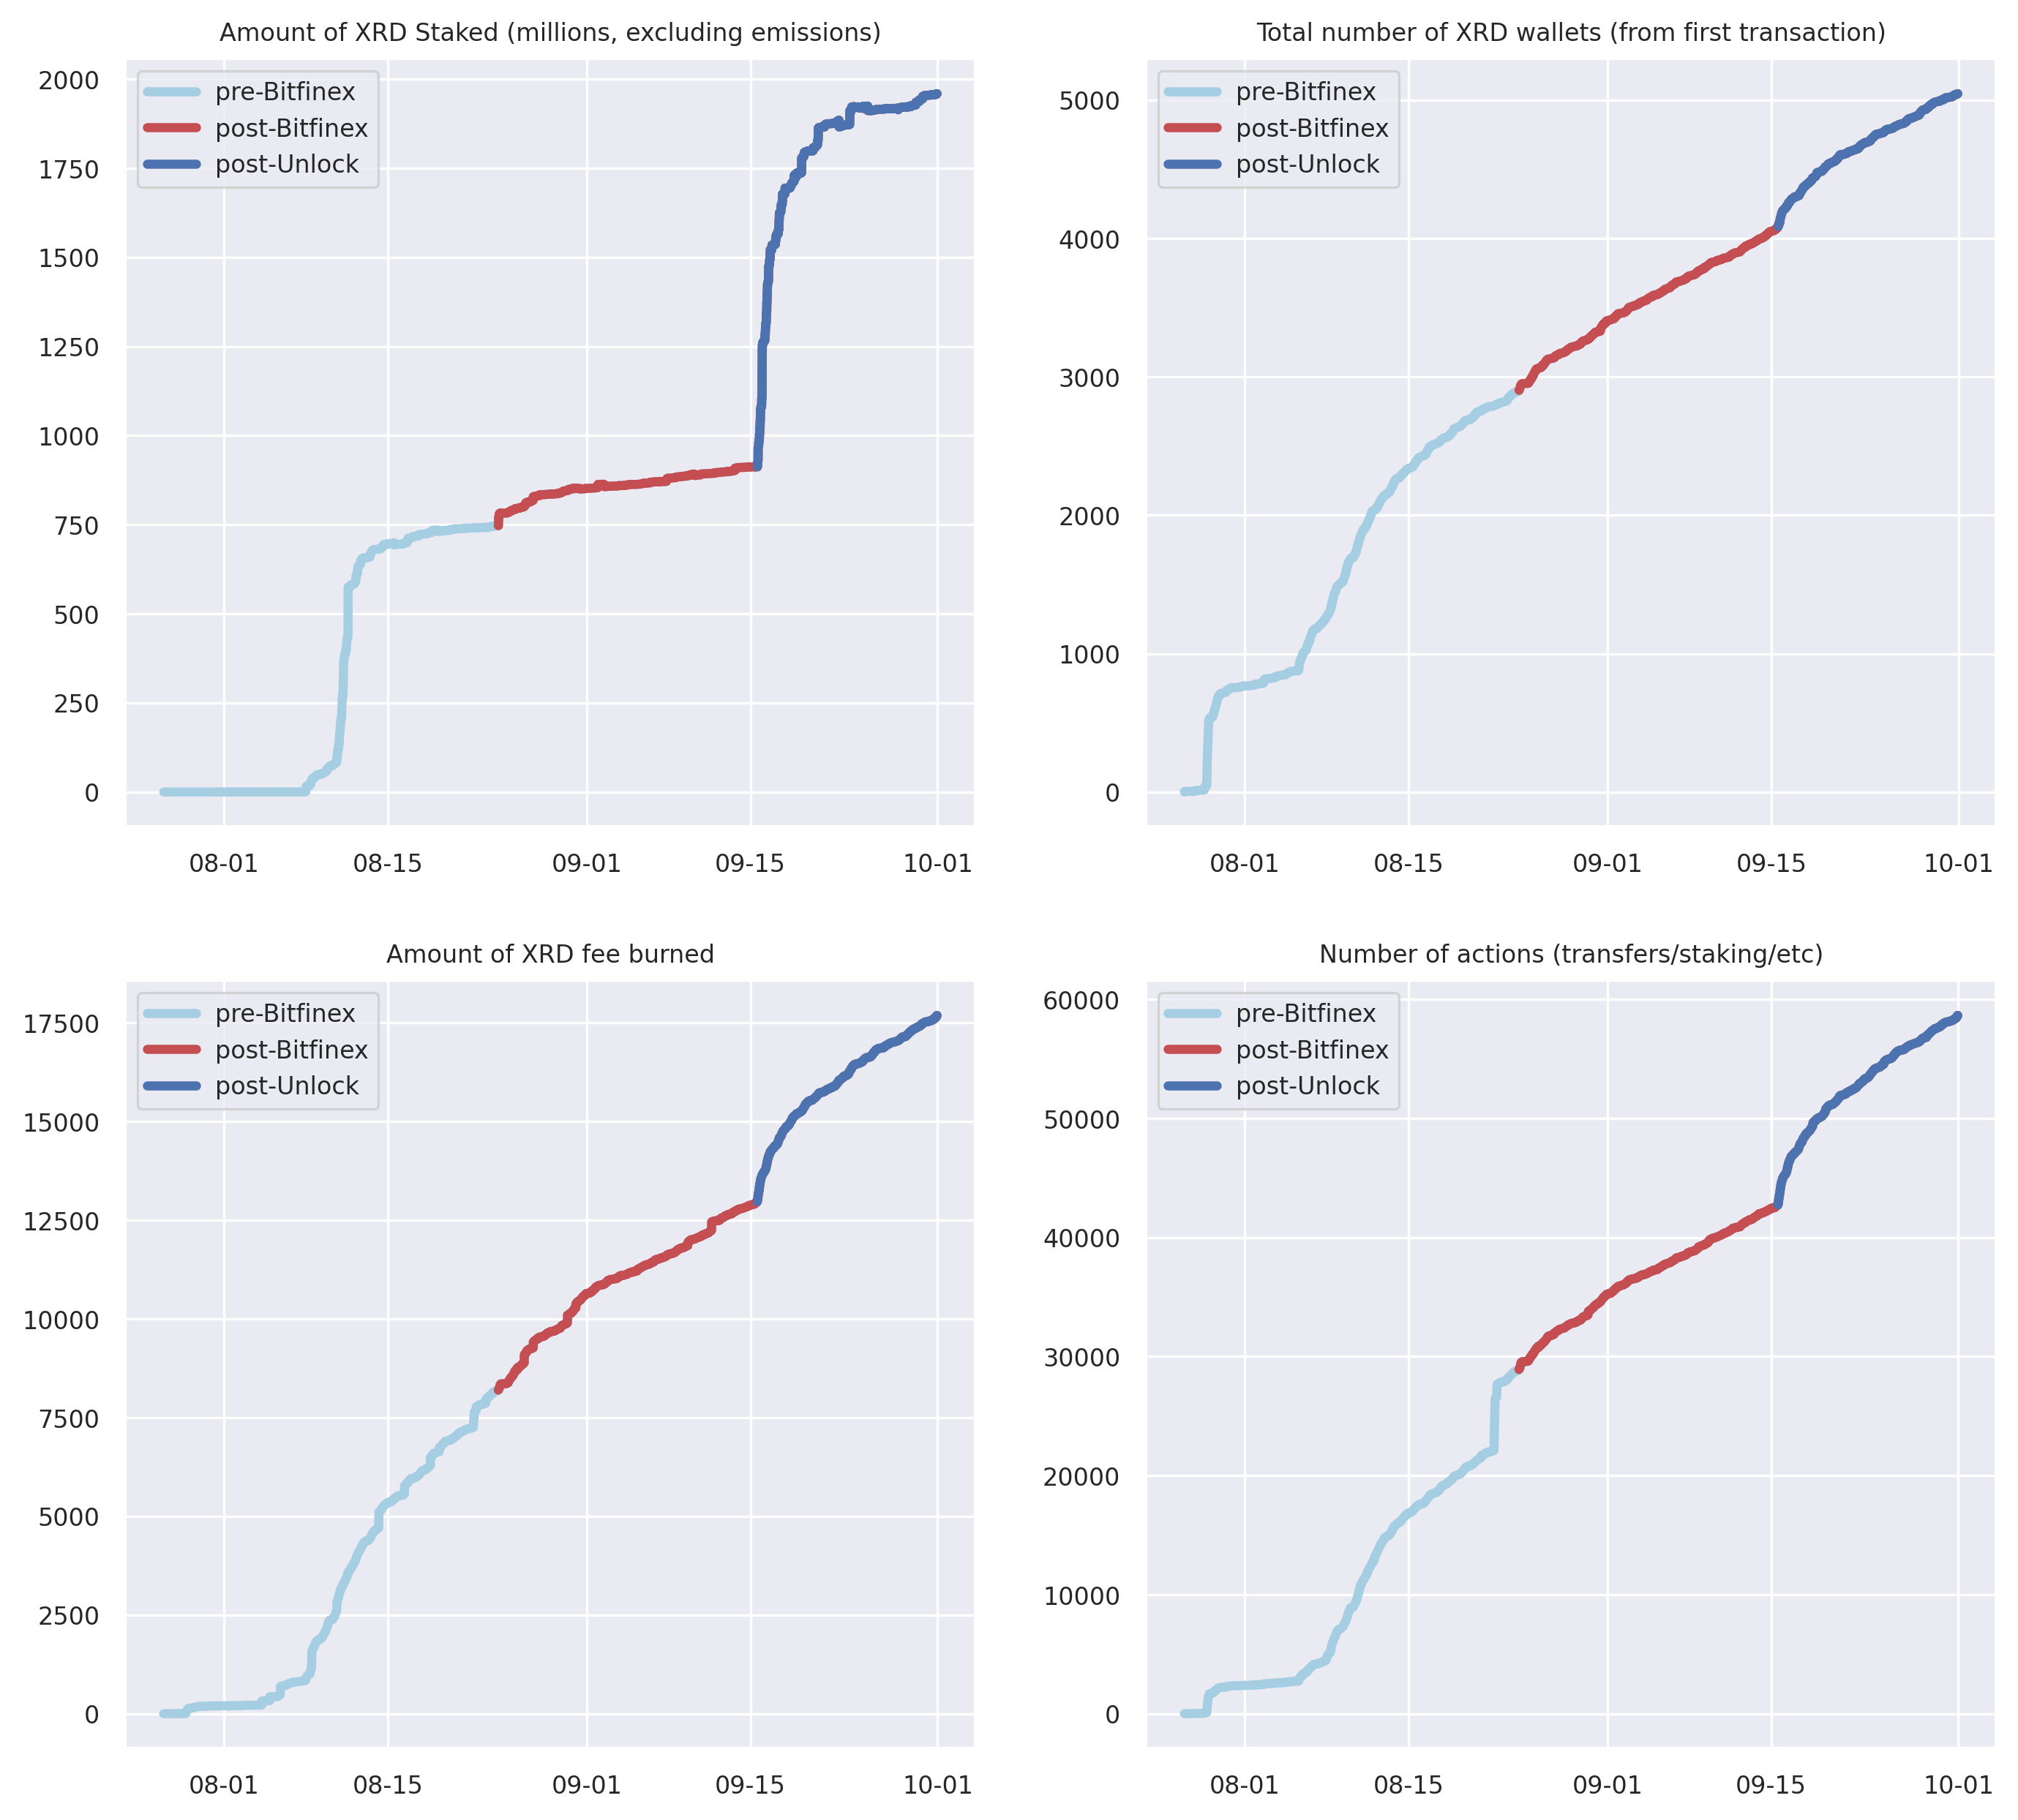 Amount of XRD Staked (millions, excluding emissions)
2000
1750
1500
1250
1000
750
500
250
0
pre-Bitfinex
post-Bitfinex
post-Unlock
08-01 08-15 09-01 09-15 10-01
Total number of XRD wallets (from first transaction)
5000
4000
3000
2000
1000
0
pre-Bitfinex
post-Bitfinex
post-Unlock
08-01 08-15 09-01 09-15 10-01
Amount of XRD fee burned
17500
15000
12500
10000
7500
5000
2500
0
pre-Bitfinex
post-Bitfinex
post-Unlock
08-01 08-15 09-01 09-15 10-01
Number of actions (transfers/staking/etc)
60000
50000
40000
30000
20000
10000
0
pre-Bitfinex
post-Bitfinex
post-Unlock
08-01 08-15 09-01 09-15 10-01